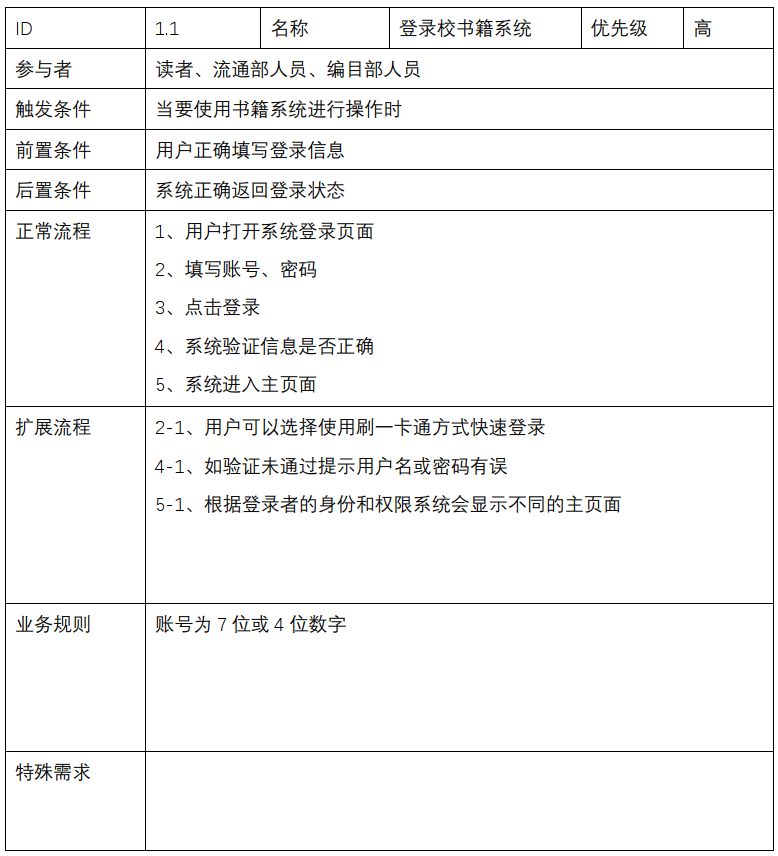 ID 1.1 名称 登录校书籍系统 优先级 高
参与者 读者、流通部人员、编目部人员
触发条件 当要使用书籍系统进行操作时
前置条件 用户正确填写登录信息
后置条件 系统正确返回登录状态
正常流程 1、用户打开系统登录页面
2、填写账号、密码
3、点击登录
4、系统验证信息是否正确
5、系统进入主页面
扩展流程 2-1、用户可以选择使用刷一卡通方式快速登录
4-1、如验证未通过提示用户名或密码有误
5-1、根据登录者的身份和权限系统会显示不同的主页面
业务规则 账号为 7 位或 4 位数字
特殊需求